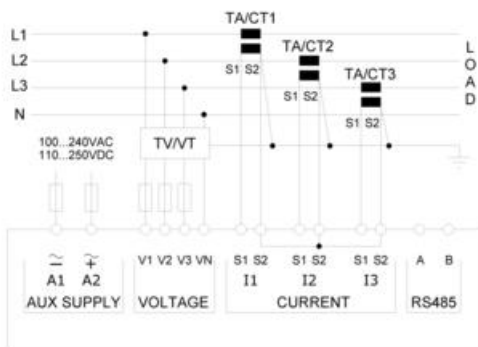 TA/CT1
L1
L2
TA/CT2
S1 S2
L3
TA/CT3
S1 S2
N
S1 S2
LOAD
100...240VAC
110...250VDC
TV/VT
~ ~
− +
A1 A2
V1 V2 V3 VN
S1 S2 S1 S2 S1 S2
I1 I2 I3
A B
AUX SUPPLY VOLTAGE CURRENT RS485